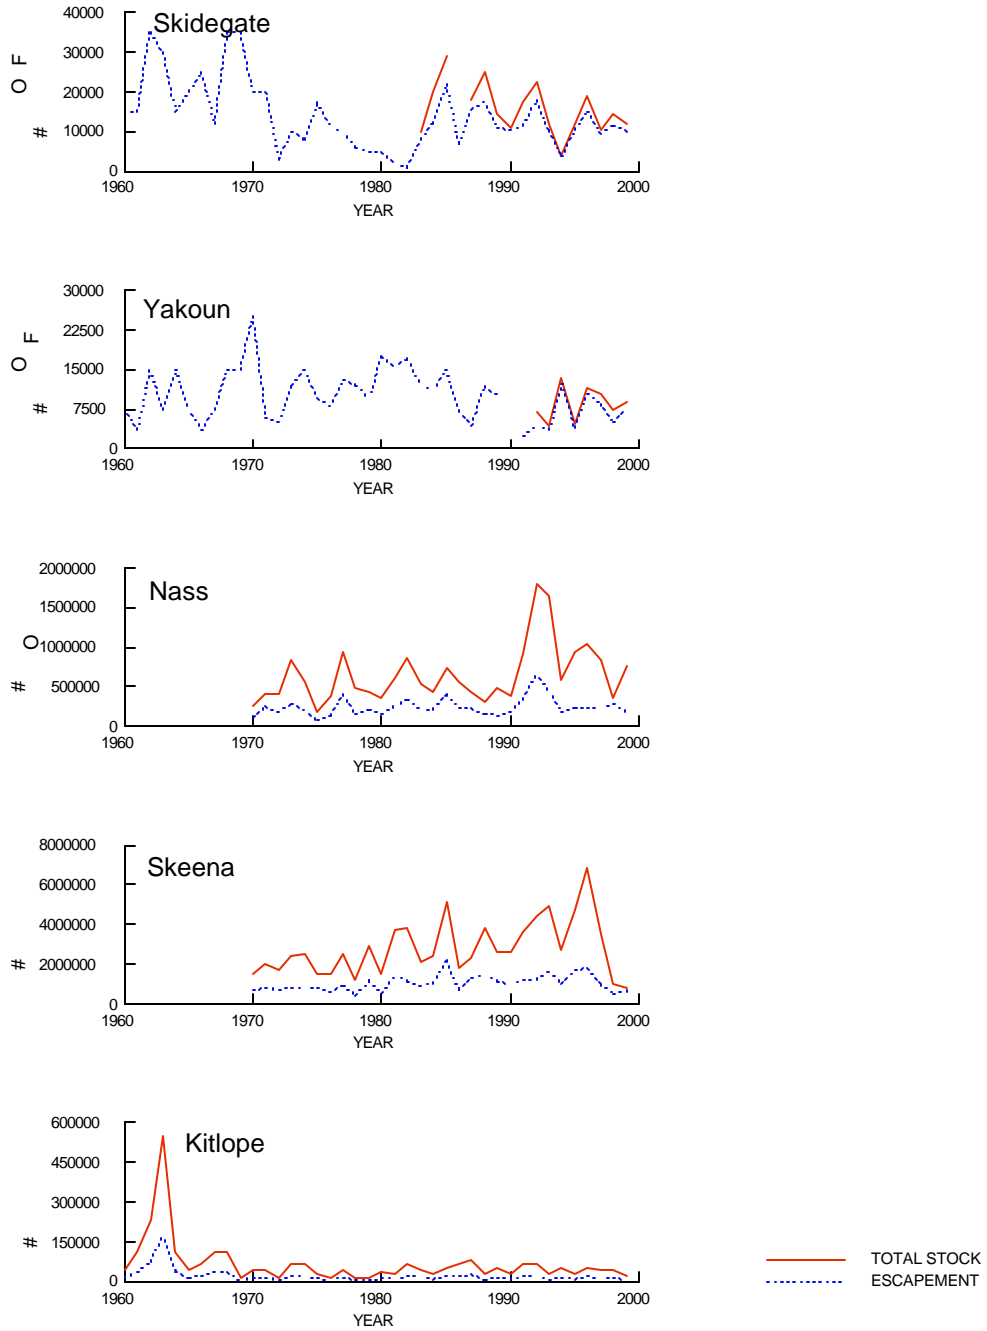 Skidegate
40000
30000
20000
10000
0
# O F
1960 1970 1980 1990 2000
YEAR
Yakoun
30000
22500
15000
7500
0
# O F
1960 1970 1980 1990 2000
YEAR
Nass
2000000
1500000
1000000
500000
0
# O
1960 1970 1980 1990 2000
YEAR
Skeena
8000000
6000000
4000000
2000000
0
#
1960 1970 1980 1990 2000
YEAR
Kitlope
600000
450000
300000
150000
0
#
1960 1970 1980 1990 2000
YEAR
TOTAL STOCK
ESCAPEMENT